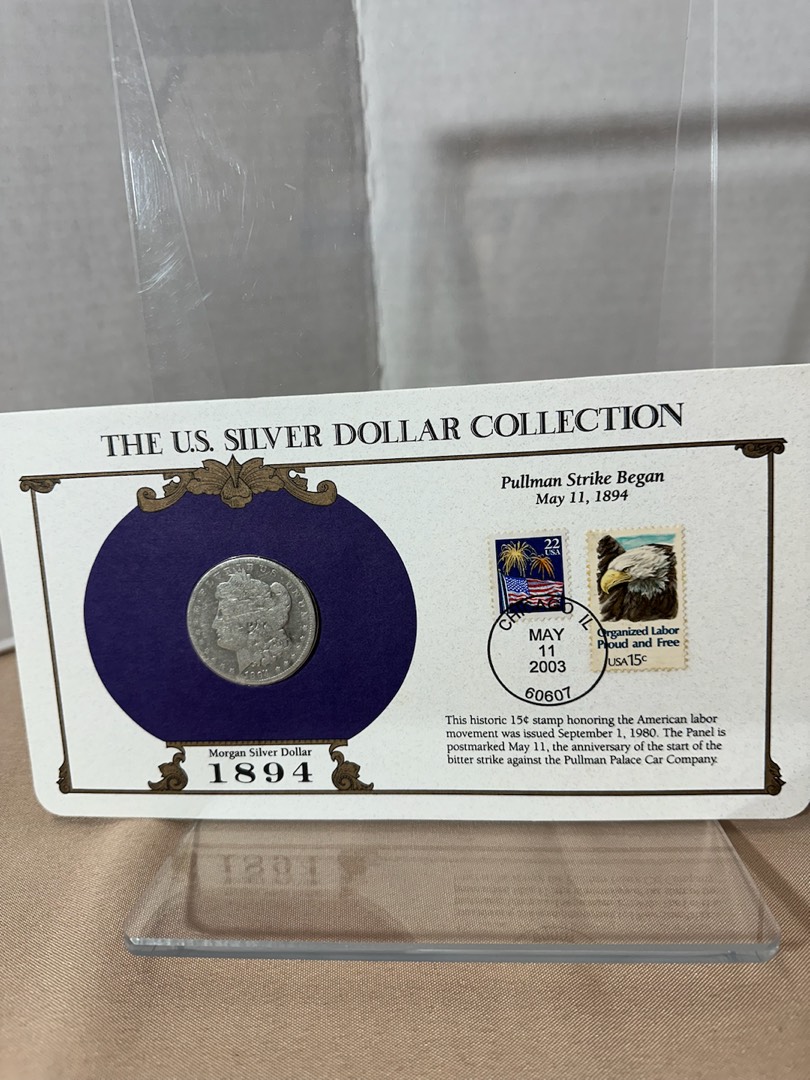 THE U.S. SILVER DOLLAR COLLECTION
Pullman Strike Began
May 11, 1894
22
USA
Organized Labor
Proud and Free
USA 15c
CHICAGO IL
MAY
11
2003
60607
This historic 15¢ stamp honoring the American labor
movement was issued September 1, 1980. The Panel is
postmarked May 11, the anniversary of the start of the
bitter strike against the Pullman Palace Car Company.
Morgan Silver Dollar
1894